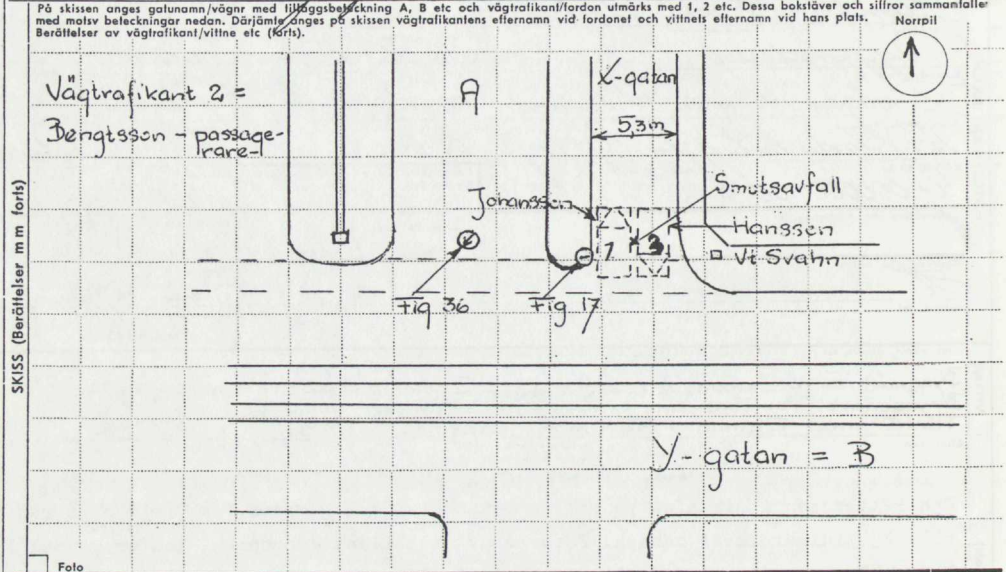 På skissen anges gatunamn/vägnr med tilläggsbeteckning A, B etc och vägtrafikant/fordon utmärks med 1, 2 etc. Dessa bokstäver och siffror sammanfaller
med motsv beteckningar nedan. Därjämte anges på skissen vägtrafikantens efternamn vid fordonet och vittnets efternamn vid hans plats.
Berättelser av vägtrafikant/vittne etc (forts).
Norrpil
Vägtrafikant 2 =
Bengtsson - passage-
rare-
A
X-gatan
5,3m
Smutsavfall
Johansson
Hanssen
1
3
Vt Svahn
Fig 36
Fig 17
Y-gatan = B
SKISS (Berättelser m m forts)
Foto